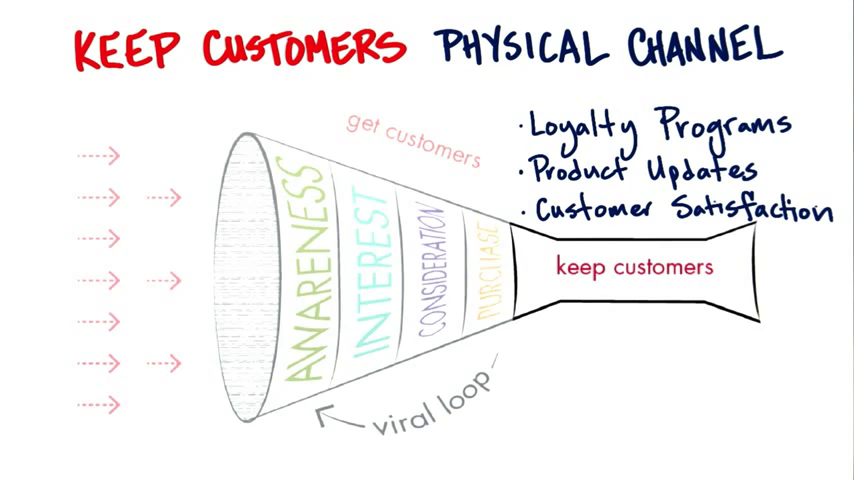 KEEP CUSTOMERS PHYSICAL CHANNEL
get customers
· Loyalty Programs
· Product Updates
· Customer Satisfaction
AWARENESS
INTEREST
CONSIDERATION
PURCHASE
keep customers
viral loop